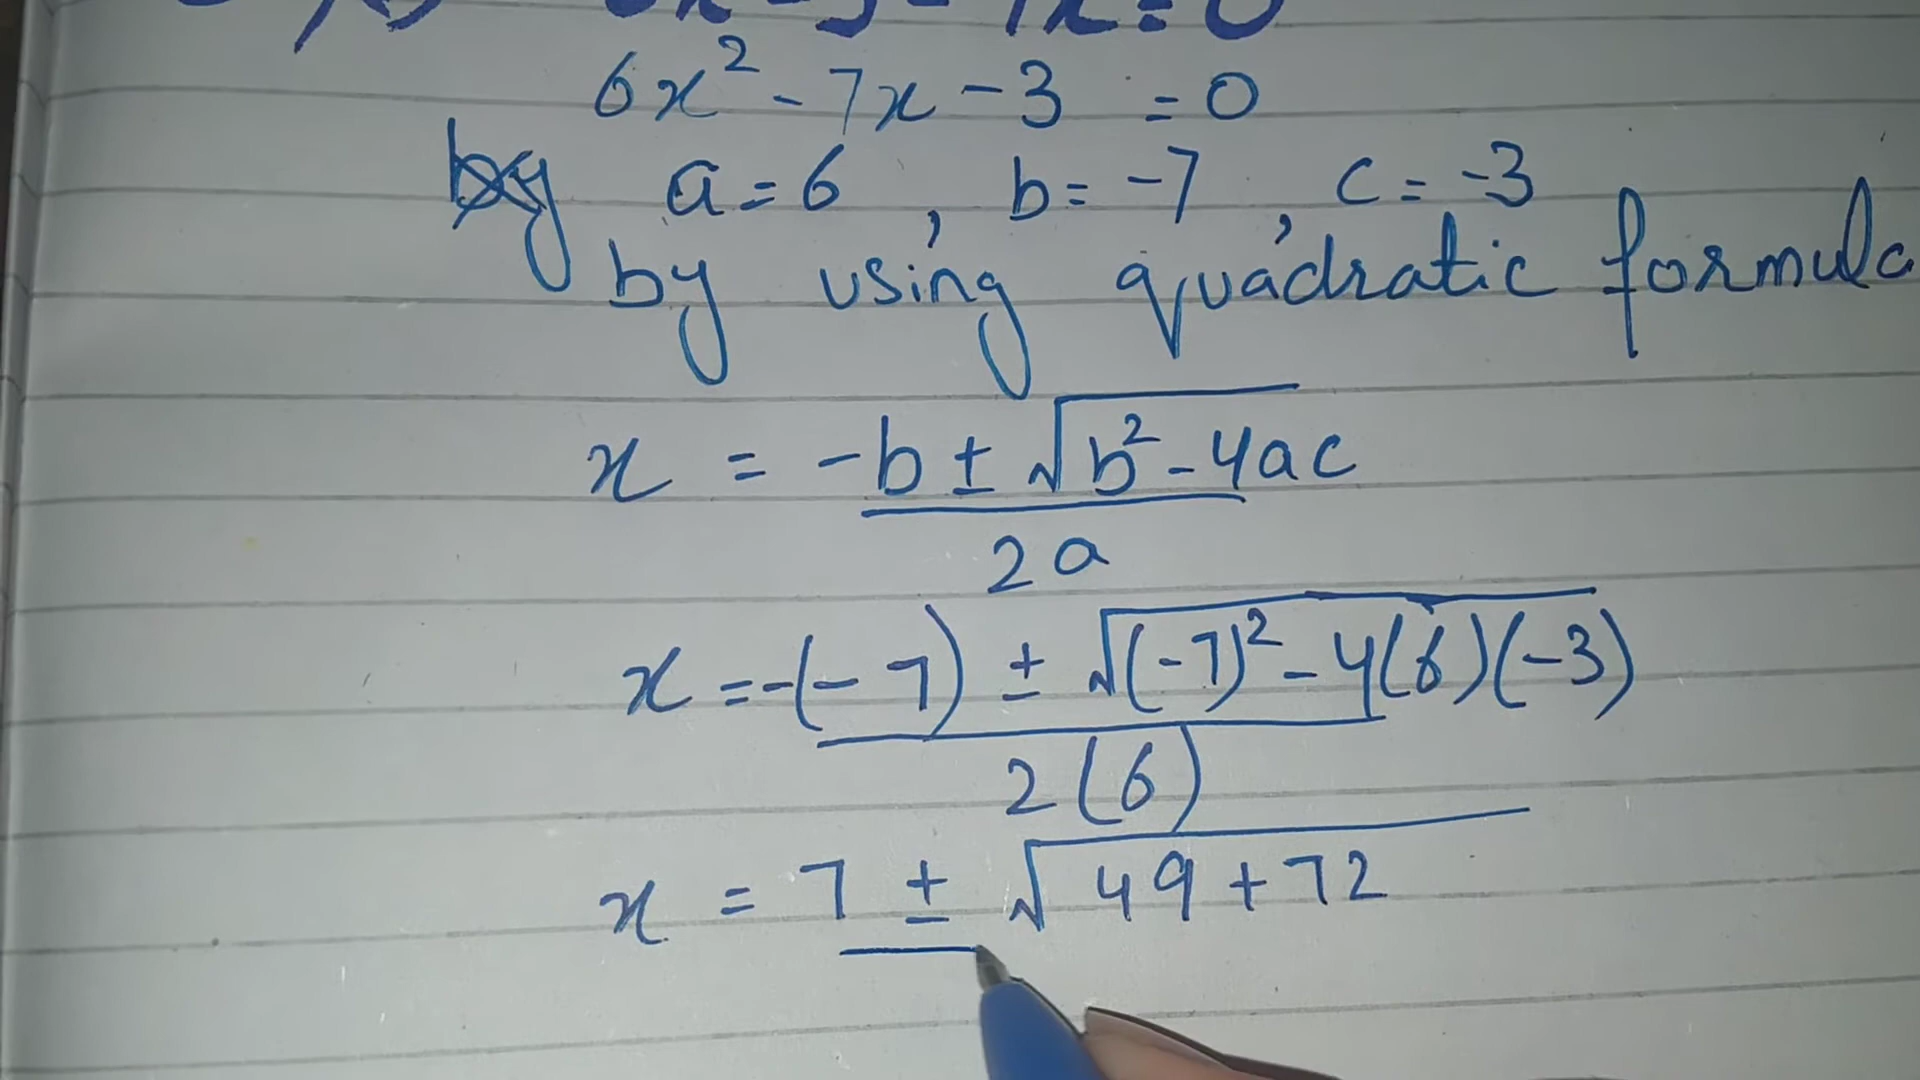 6x² - 7x - 3 = 0
a = 6 , b = -7 , c = -3
by using quadratic formula
x = -b ± √b² - 4ac
2a
x = -(-7) ± √(-7)² - 4(6)(-3)
2(6)
x = 7 ± √49 + 72